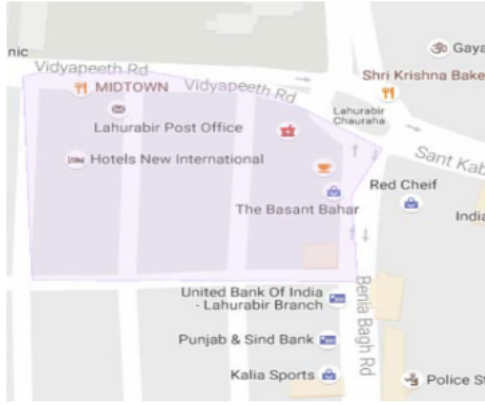 nic
Gaya
Vidyapeeth Rd
MIDTOWN
Vidyapeeth Rd
Shri Krishna Bake
Lahurabir
Chauraha
Lahurabir Post Office
Hotels New International
Sant Kab
Red Cheif
The Basant Bahar
India
United Bank Of India
- Lahurabir Branch
Benia Bagh Rd
Punjab & Sind Bank
Kalia Sports
Police St